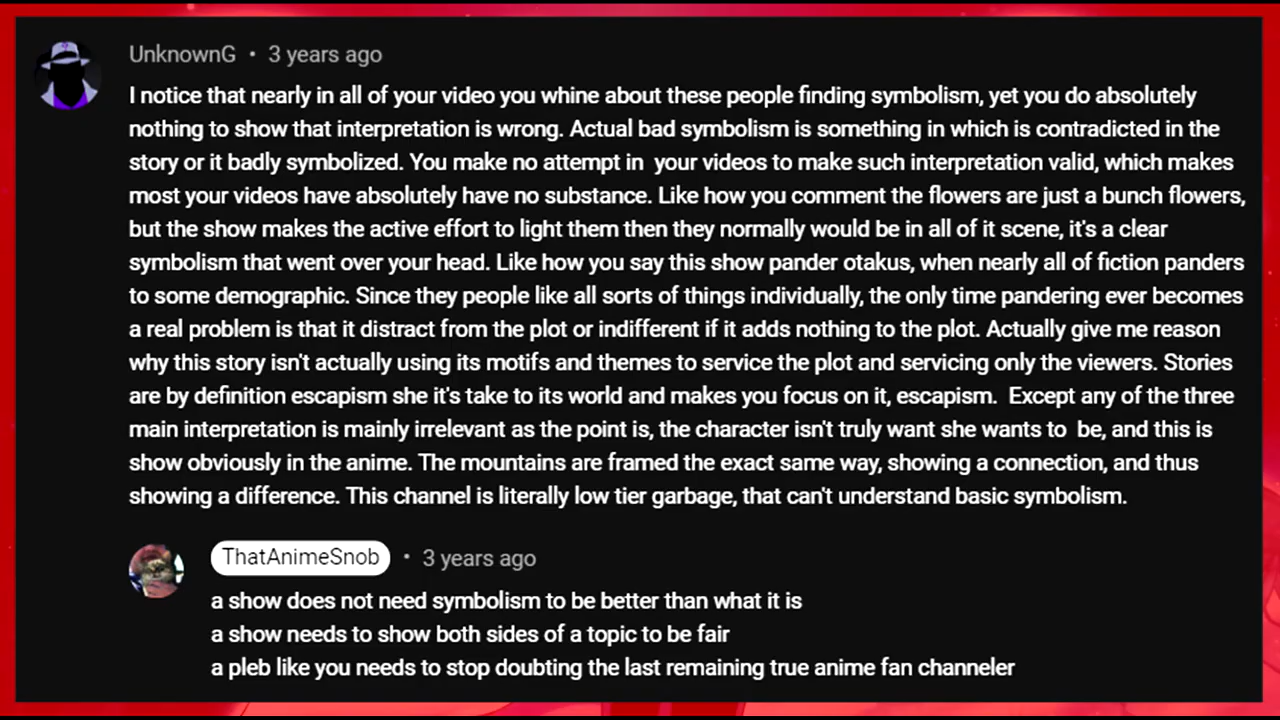 UnknownG • 3 years ago
I notice that nearly in all of your video you whine about these people finding symbolism, yet you do absolutely
nothing to show that interpretation is wrong. Actual bad symbolism is something in which is contradicted in the
story or it badly symbolized. You make no attempt in your videos to make such interpretation valid, which makes
most your videos have absolutely have no substance. Like how you comment the flowers are just a bunch flowers,
but the show makes the active effort to light them then they normally would be in all of it scene, it's a clear
symbolism that went over your head. Like how you say this show pander otakus, when nearly all of fiction panders
to some demographic. Since they people like all sorts of things individually, the only time pandering ever becomes
a real problem is that it distract from the plot or indifferent if it adds nothing to the plot. Actually give me reason
why this story isn't actually using its motifs and themes to service the plot and servicing only the viewers. Stories
are by definition escapism she it's take to its world and makes you focus on it, escapism. Except any of the three
main interpretation is mainly irrelevant as the point is, the character isn't truly want she wants to be, and this is
show obviously in the anime. The mountains are framed the exact same way, showing a connection, and thus
showing a difference. This channel is literally low tier garbage, that can't understand basic symbolism.
ThatAnimeSnob • 3 years ago
a show does not need symbolism to be better than what it is
a show needs to show both sides of a topic to be fair
a pleb like you needs to stop doubting the last remaining true anime fan channeler